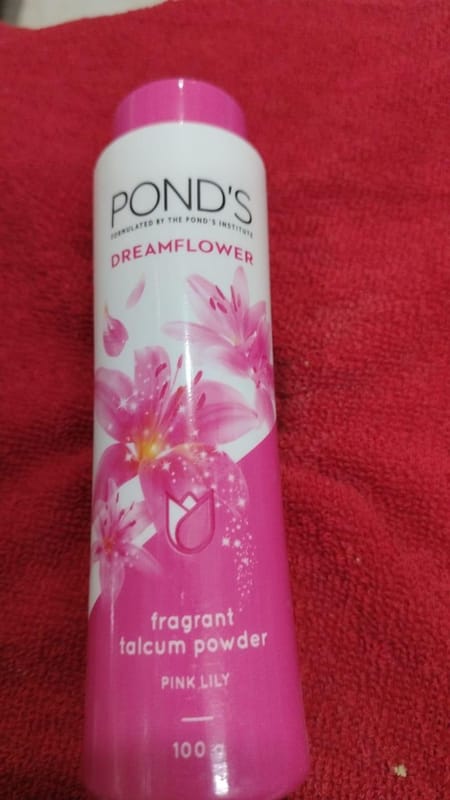 POND'S
FORMULATED BY THE POND'S INSTITUTE
DREAMFLOWER
fragrant
talcum powder
PINK LILY
100 g